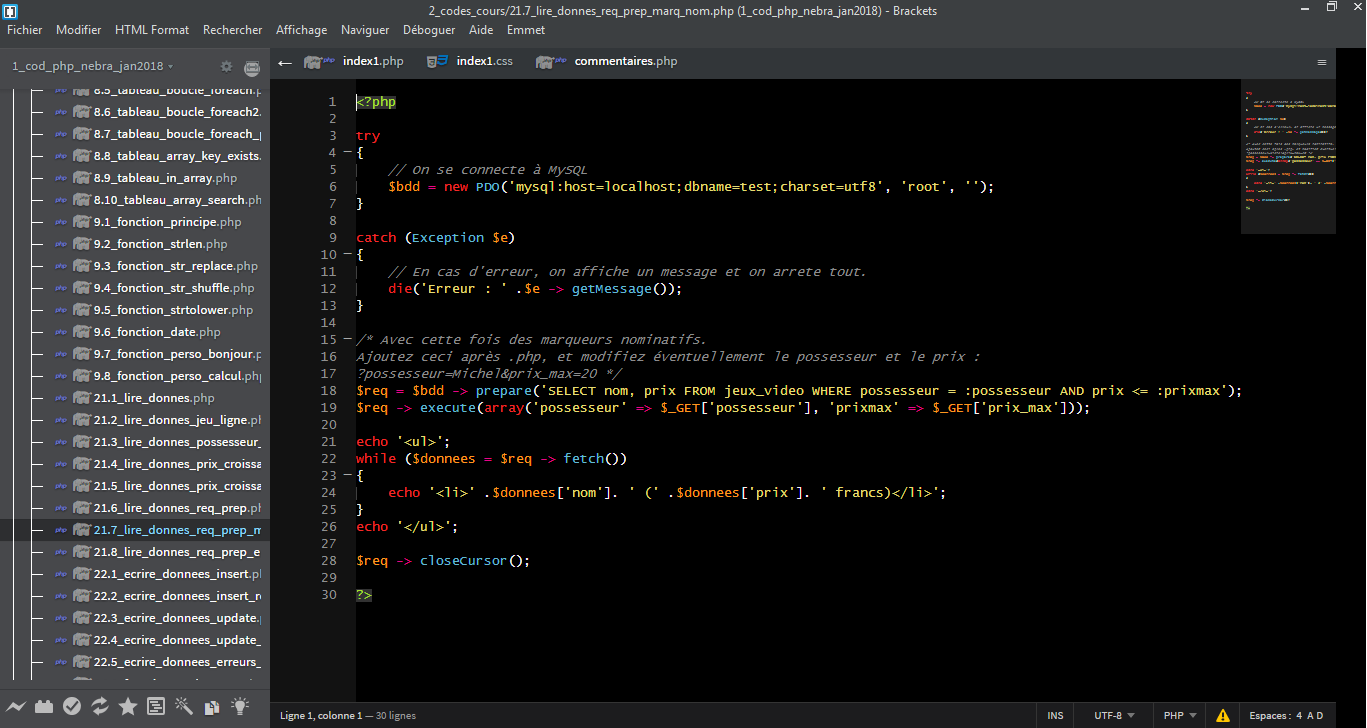 2_codes_cours/21.7_lire_donnes_req_prep_marq_nom.php (1_cod_php_nebra_jan2018) - Brackets
Fichier Modifier HTML Format Rechercher Affichage Naviguer Déboguer Aide Emmet
1_cod_php_nebra_jan2018
8.5_tableau_boucle_foreach.p
8.6_tableau_boucle_foreach2.
8.7_tableau_boucle_foreach_
8.8_tableau_array_key_exists.
8.9_tableau_in_array.php
8.10_tableau_array_search.ph
9.1_fonction_principe.php
9.2_fonction_strlen.php
9.3_fonction_str_replace.php
9.4_fonction_str_shuffle.php
9.5_fonction_strtolower.php
9.6_fonction_date.php
9.7_fonction_perso_bonjour.p
9.8_fonction_perso_calcul.php
21.1_lire_donnes.php
21.2_lire_donnes_jeu_ligne.ph
21.3_lire_donnes_possesseur_
21.4_lire_donnes_prix_croissa
21.5_lire_donnes_prix_croissa
21.6_lire_donnes_req_prep.ph
21.7_lire_donnes_req_prep_m
21.8_lire_donnes_req_prep_e
22.1_ecrire_donnees_insert.p
22.2_ecrire_donnees_insert_r
22.3_ecrire_donnees_update.
22.4_ecrire_donnees_update_
22.5_ecrire_donnees_erreurs_
index1.php index1.css commentaires.php
1 <?php
2
3 try
4 {
5 // On se connecte à MySQL
6 $bdd = new PDO('mysql:host=localhost;dbname=test;charset=utf8', 'root', '');
7 }
8
9 catch (Exception $e)
10 {
11 // En cas d'erreur, on affiche un message et on arrete tout.
12 die('Erreur : ' .$e -> getMessage());
13 }
14
15 /* Avec cette fois des marqueurs nominatifs.
16 Ajoutez ceci après .php, et modifiez éventuellement le possesseur et le prix :
17 ?possesseur=Michel&prix_max=20 */
18 $req = $bdd -> prepare('SELECT nom, prix FROM jeux_video WHERE possesseur = :possesseur AND prix <= :prixmax');
19 $req -> execute(array('possesseur' => $_GET['possesseur'], 'prixmax' => $_GET['prix_max']));
20
21 echo '<ul>';
22 while ($donnees = $req -> fetch())
23 {
24 echo '<li>' .$donnees['nom']. ' (' .$donnees['prix']. ' francs)</li>';
25 }
26 echo '</ul>';
27
28 $req -> closeCursor();
29
30 ?>
Ligne 1, colonne 1 — 30 lignes
INS UTF-8 PHP Espaces : 4 A D